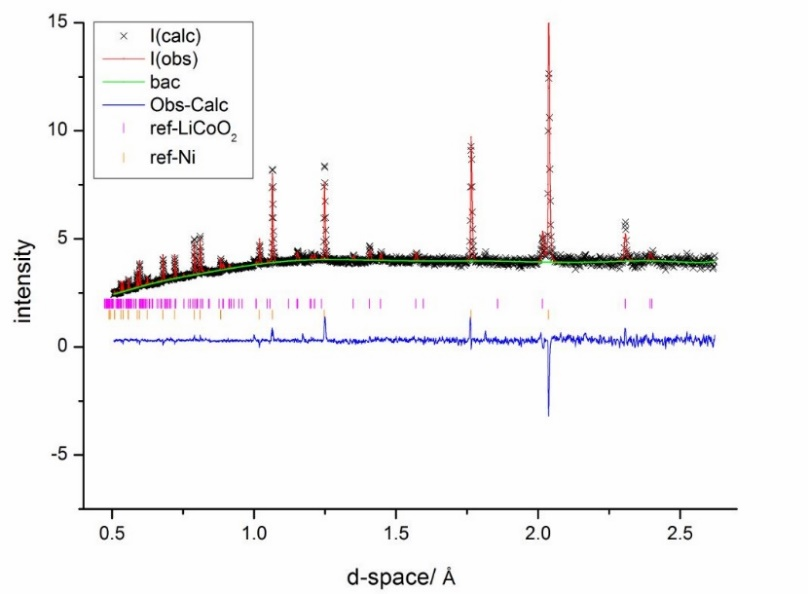 15
10
5
0
-5
intensity
I(calc)
I(obs)
bac
Obs-Calc
ref-LiCoO₂
ref-Ni
0.5 1.0 1.5 2.0 2.5
d-space/ Å